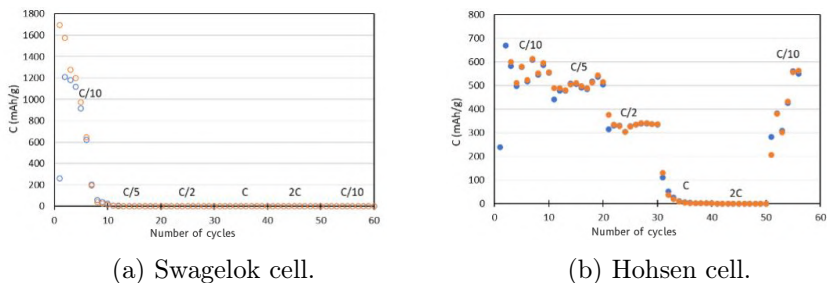 1800
1600
1400
1200
1000
800
600
400
200
0
C (mAh/g)
C/10
C/5 C/2 C 2C C/10
0 10 20 30 40 50 60
Number of cycles
(a) Swagelok cell.
800
700
600
500
400
300
200
100
0
C (mAh/g)
C/10
C/5
C/2
C
2C
C/10
0 10 20 30 40 50 60
Number of cycles
(b) Hohsen cell.